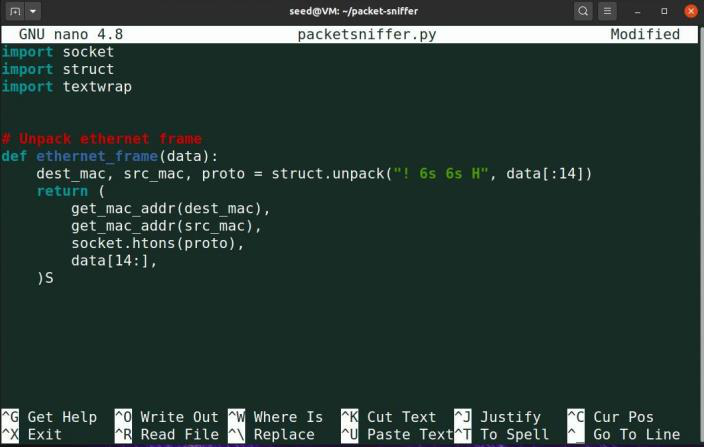 seed@VM: ~/packet-sniffer
GNU nano 4.8 packetsniffer.py Modified
import socket
import struct
import textwrap
# Unpack ethernet frame
def ethernet_frame(data):
    dest_mac, src_mac, proto = struct.unpack("! 6s 6s H", data[:14])
    return (
        get_mac_addr(dest_mac),
        get_mac_addr(src_mac),
        socket.htons(proto),
        data[14:],
    )S
^G Get Help ^O Write Out ^W Where Is ^K Cut Text ^J Justify ^C Cur Pos
^X Exit ^R Read File ^\ Replace ^U Paste Text ^T To Spell ^_ Go To Line